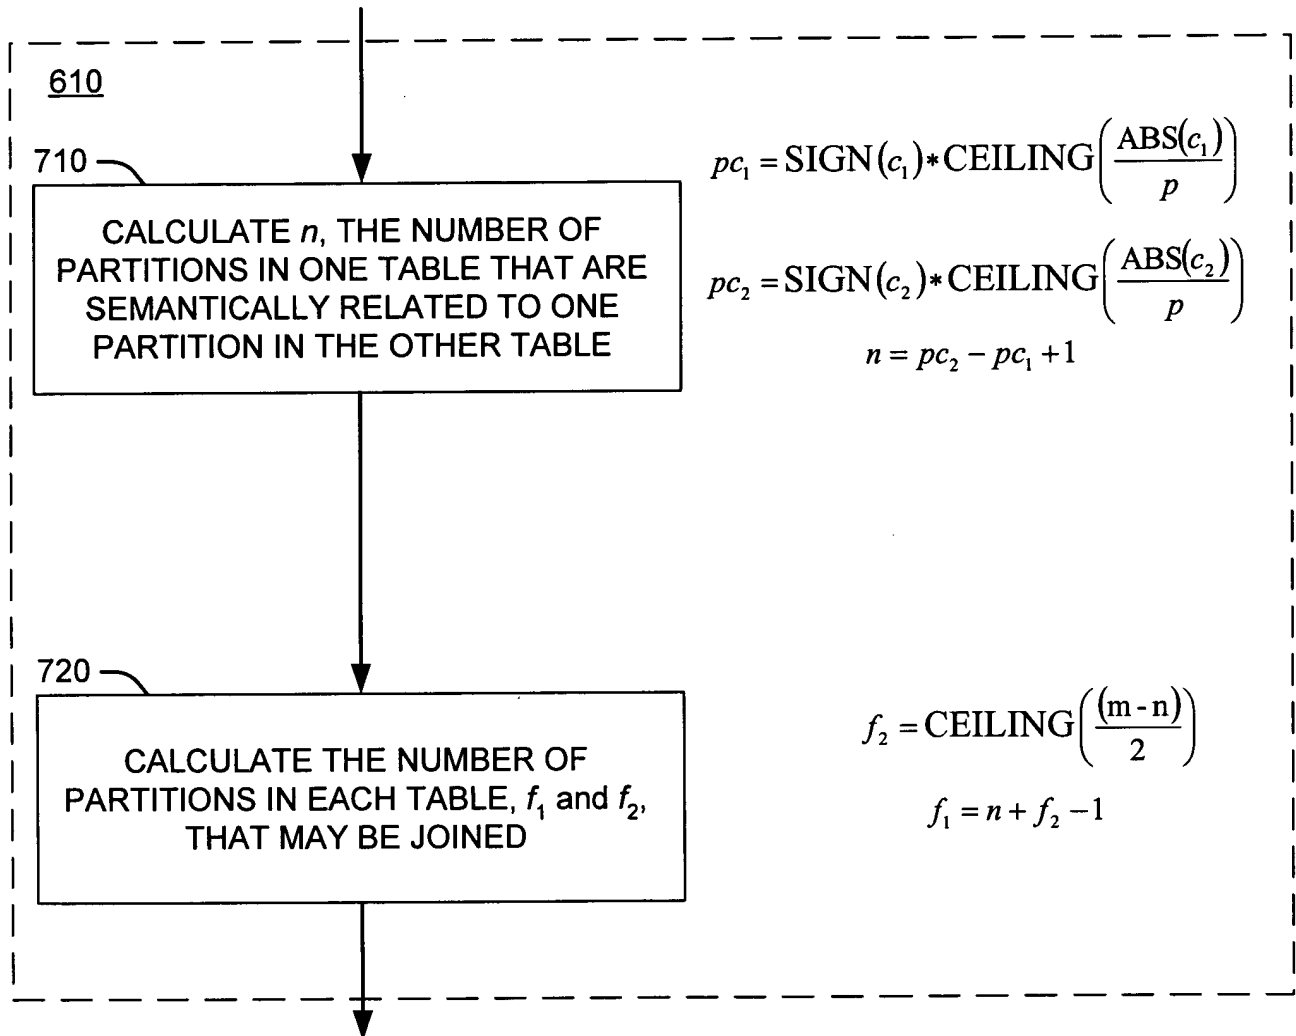 610
710
pc₁ = SIGN(c₁)*CEILING(ABS(c₁)/p)
CALCULATE n, THE NUMBER OF
PARTITIONS IN ONE TABLE THAT ARE
SEMANTICALLY RELATED TO ONE
PARTITION IN THE OTHER TABLE
pc₂ = SIGN(c₂)*CEILING(ABS(c₂)/p)
n = pc₂ - pc₁ +1
720
CALCULATE THE NUMBER OF
PARTITIONS IN EACH TABLE, f₁ and f₂,
THAT MAY BE JOINED
f₂ = CEILING((m - n)/2)
f₁ = n + f₂ -1